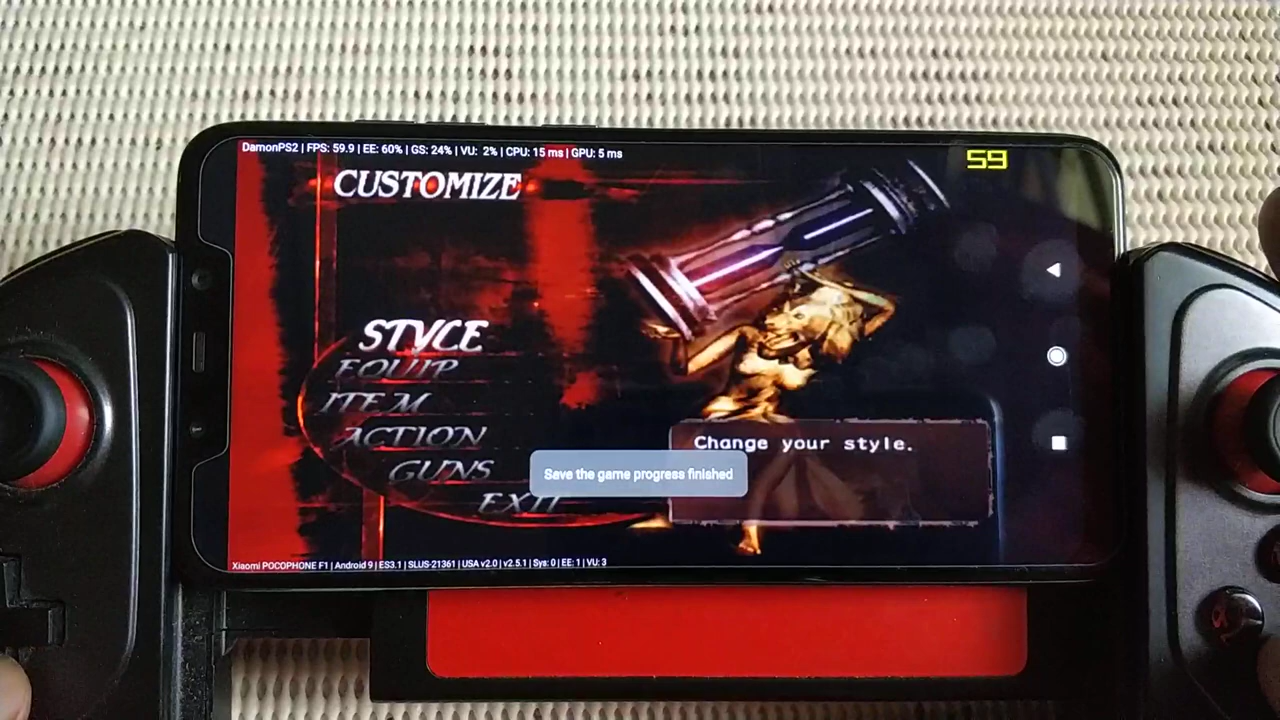 DamonPS2 | FPS: 59.9 | EE: 60% | GS: 24% | VU: 2% | CPU: 15 ms | GPU: 5 ms
59
CUSTOMIZE
STYLE
EQUIP
ITEM
ACTION
GUNS
EXIT
Change your style.
Save the game progress finished
Xiaomi POCOPHONE F1 | Android 9 | ES3.1 | SLUS-21361 | USA v2.0 | v2.5.1 | Sys: 0 | EE: 1 | VU: 3